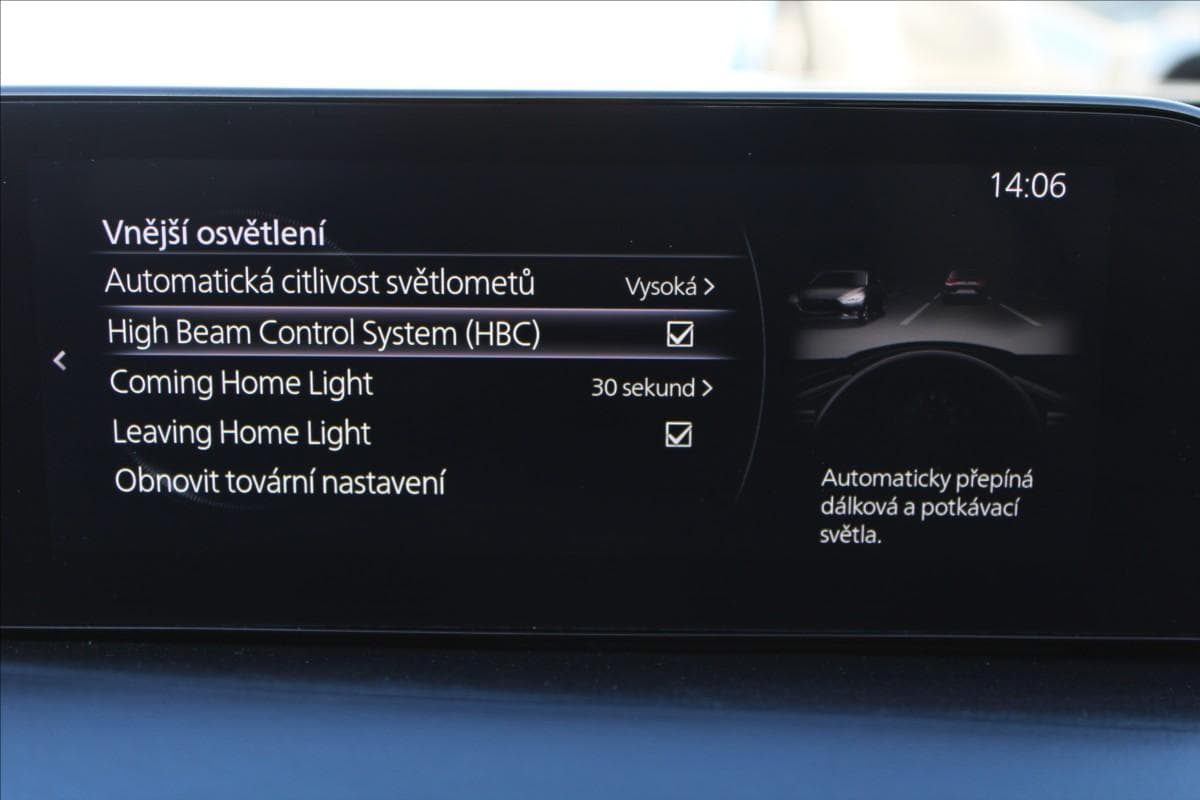 14:06
Vnější osvětlení
Automatická citlivost světlometů Vysoká >
High Beam Control System (HBC)
Coming Home Light 30 sekund >
Leaving Home Light
Obnovit tovární nastavení
Automaticky přepíná
dálková a potkávací
světla.